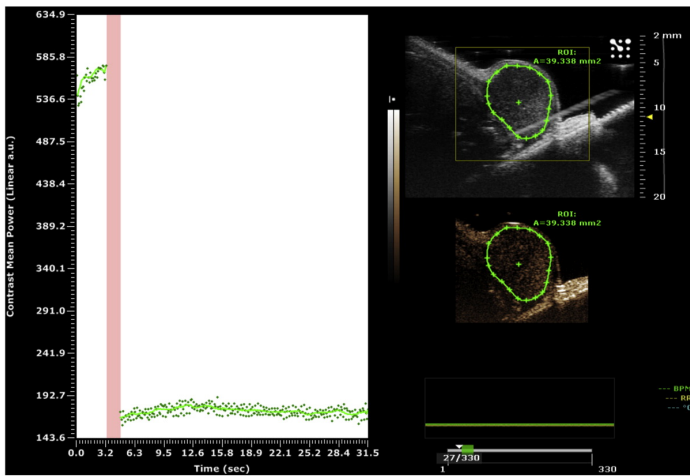 634.9
585.8
536.6
487.5
438.4
389.2
340.1
291.0
241.9
192.7
143.6
Contrast Mean Power (Linear a.u.)
0.0 3.2 6.3 9.5 12.6 15.8 18.9 22.1 25.2 28.4 31.5
Time (sec)
ROI:
A=39.338 mm2
2 mm
5
10
15
20
ROI:
A=39.338 mm2
--- BPM
--- RR
27/330
1 330